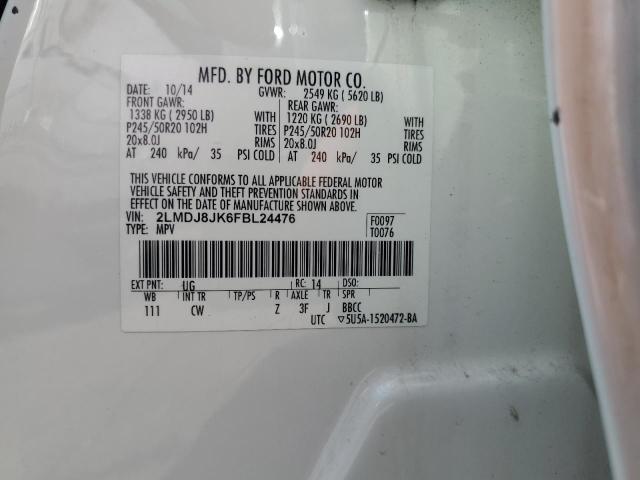 MFD. BY FORD MOTOR CO.
DATE: 10/14 GVWR: 2549 KG ( 5620 LB)
FRONT GAWR: REAR GAWR:
1338 KG ( 2950 LB) WITH 1220 KG ( 2690 LB) WITH
P245/50R20 102H TIRES P245/50R20 102H TIRES
20x8.0J RIMS 20x8.0J RIMS
AT 240 kPa/ 35 PSI COLD AT 240 kPa/ 35 PSI COLD
THIS VEHICLE CONFORMS TO ALL APPLICABLE FEDERAL MOTOR
VEHICLE SAFETY AND THEFT PREVENTION STANDARDS IN
EFFECT ON THE DATE OF MANUFACTURE SHOWN ABOVE.
VIN: 2LMDJ8JK6FBL24476 F0097
TYPE: MPV T0076
EXT PNT: UG RC: 14 DSO:
WB INT TR TP/PS R AXLE TR SPR
111 CW Z 3F J BBCC
UTC ▽5U5A-1520472-BA